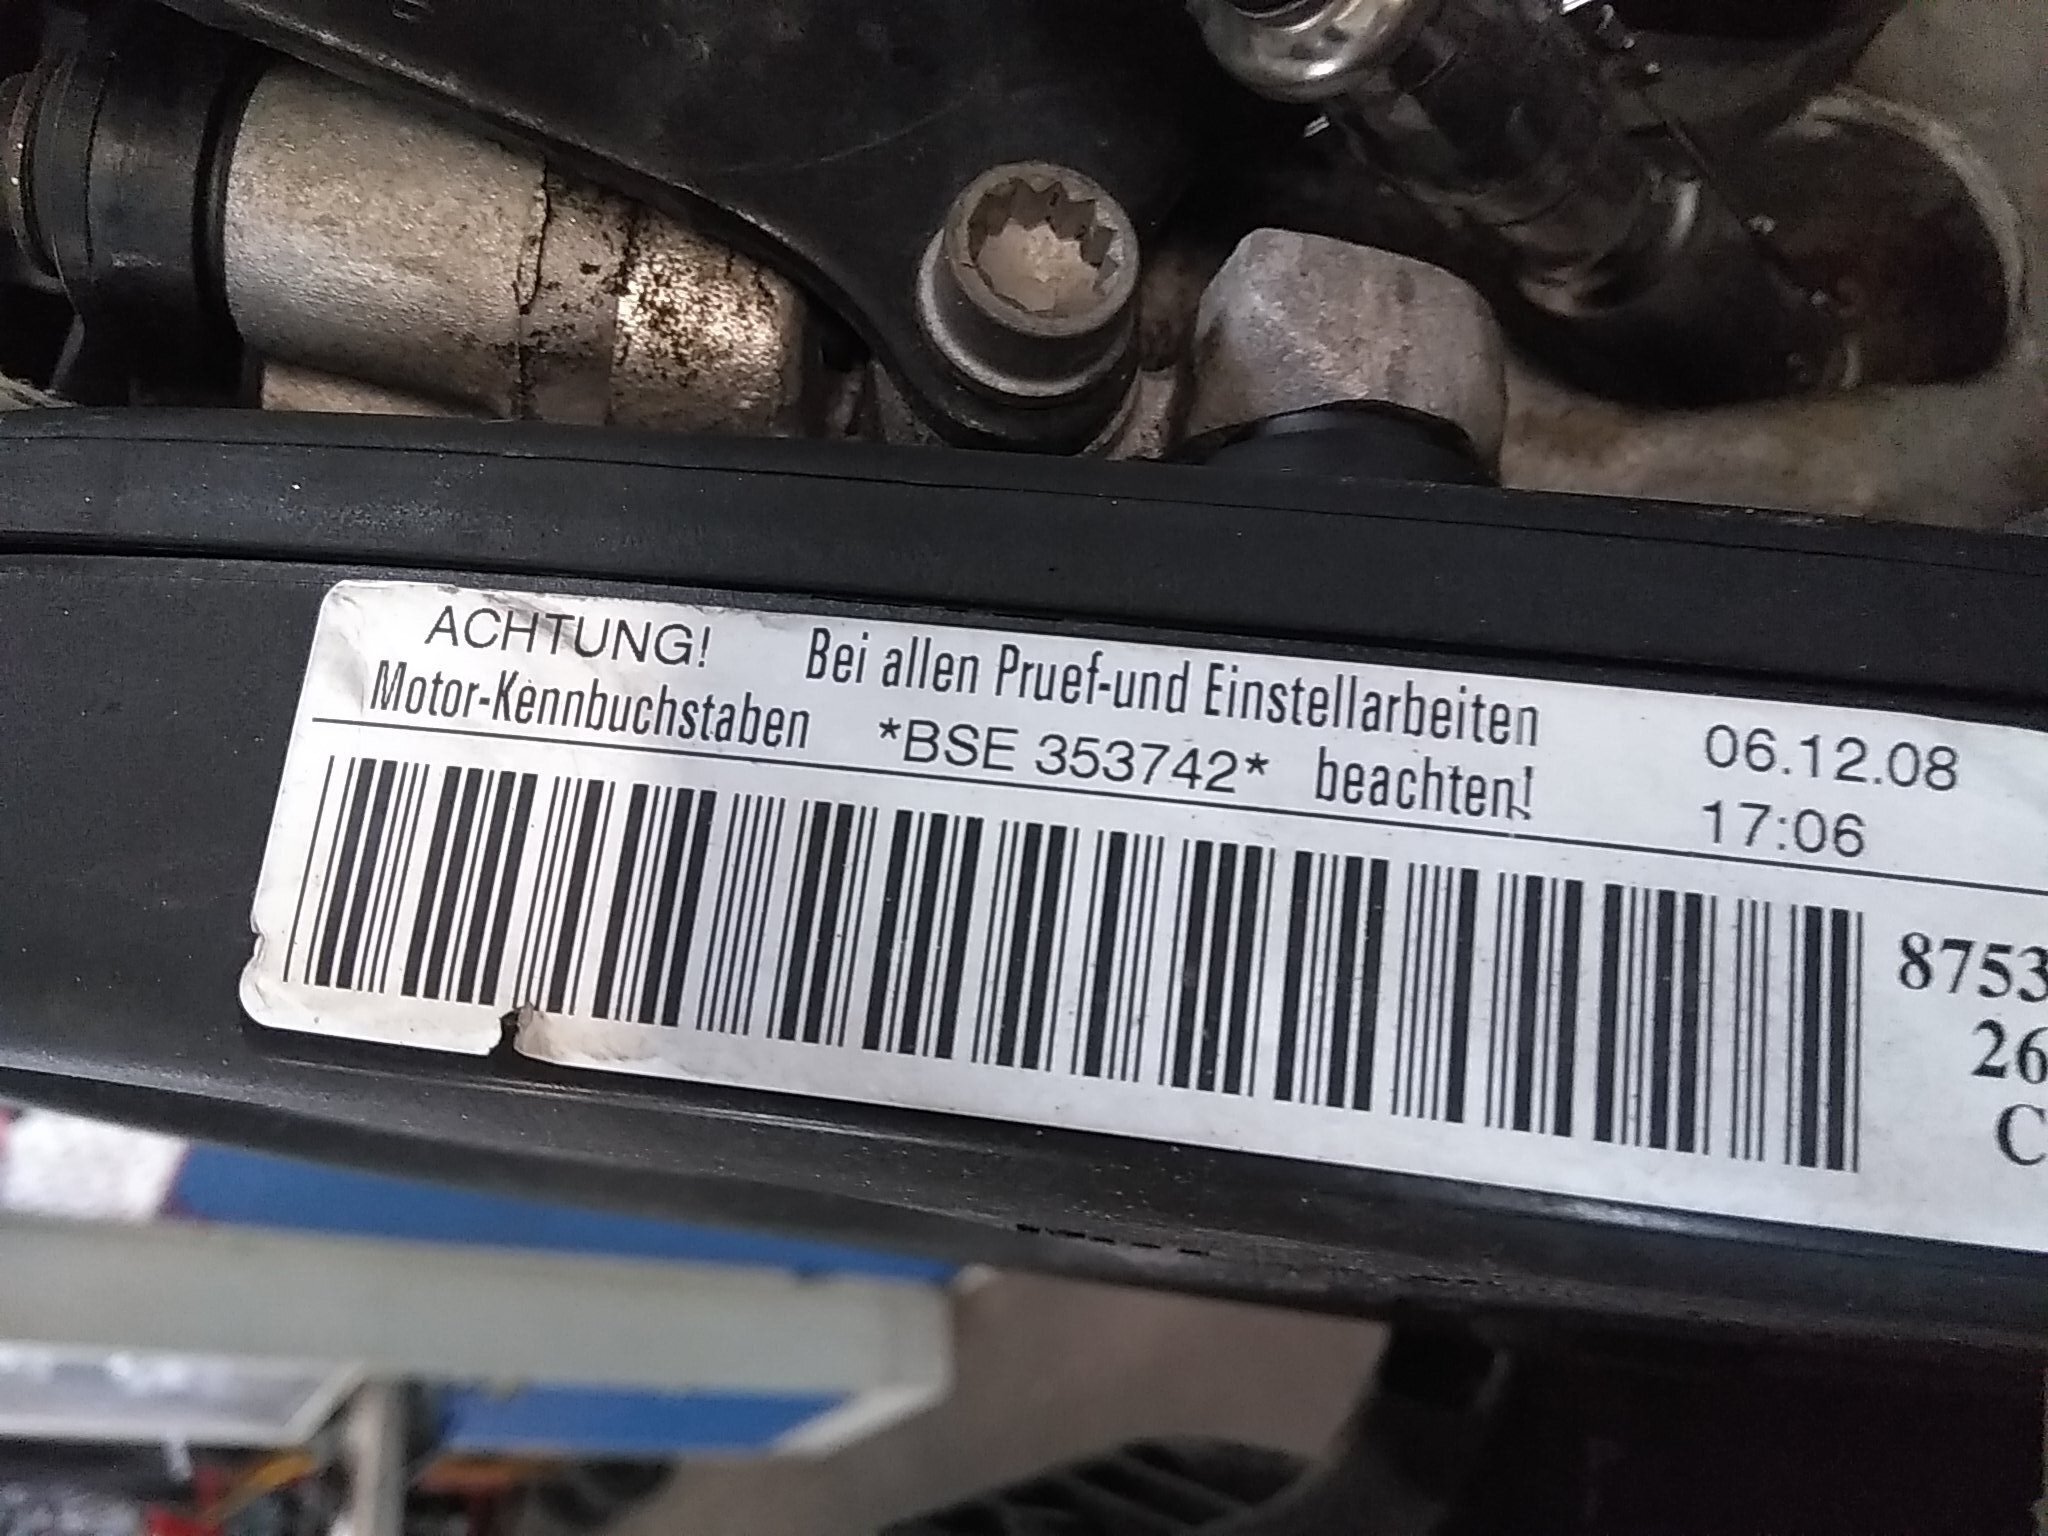 ACHTUNG! Bei allen Pruef-und Einstellarbeiten 06.12.08
Motor-Kennbuchstaben *BSE 353742* beachten! 17:06
8753
26
C